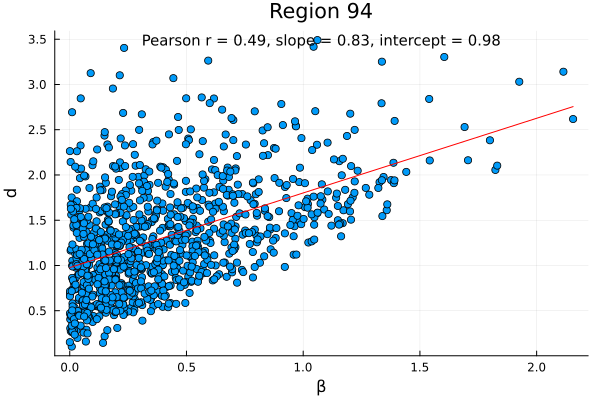 Region 94
Pearson r = 0.49, slope = 0.83, intercept = 0.98
3.5
3.0
2.5
2.0
1.5
1.0
0.5
d
0.0 0.5 1.0 1.5 2.0
β